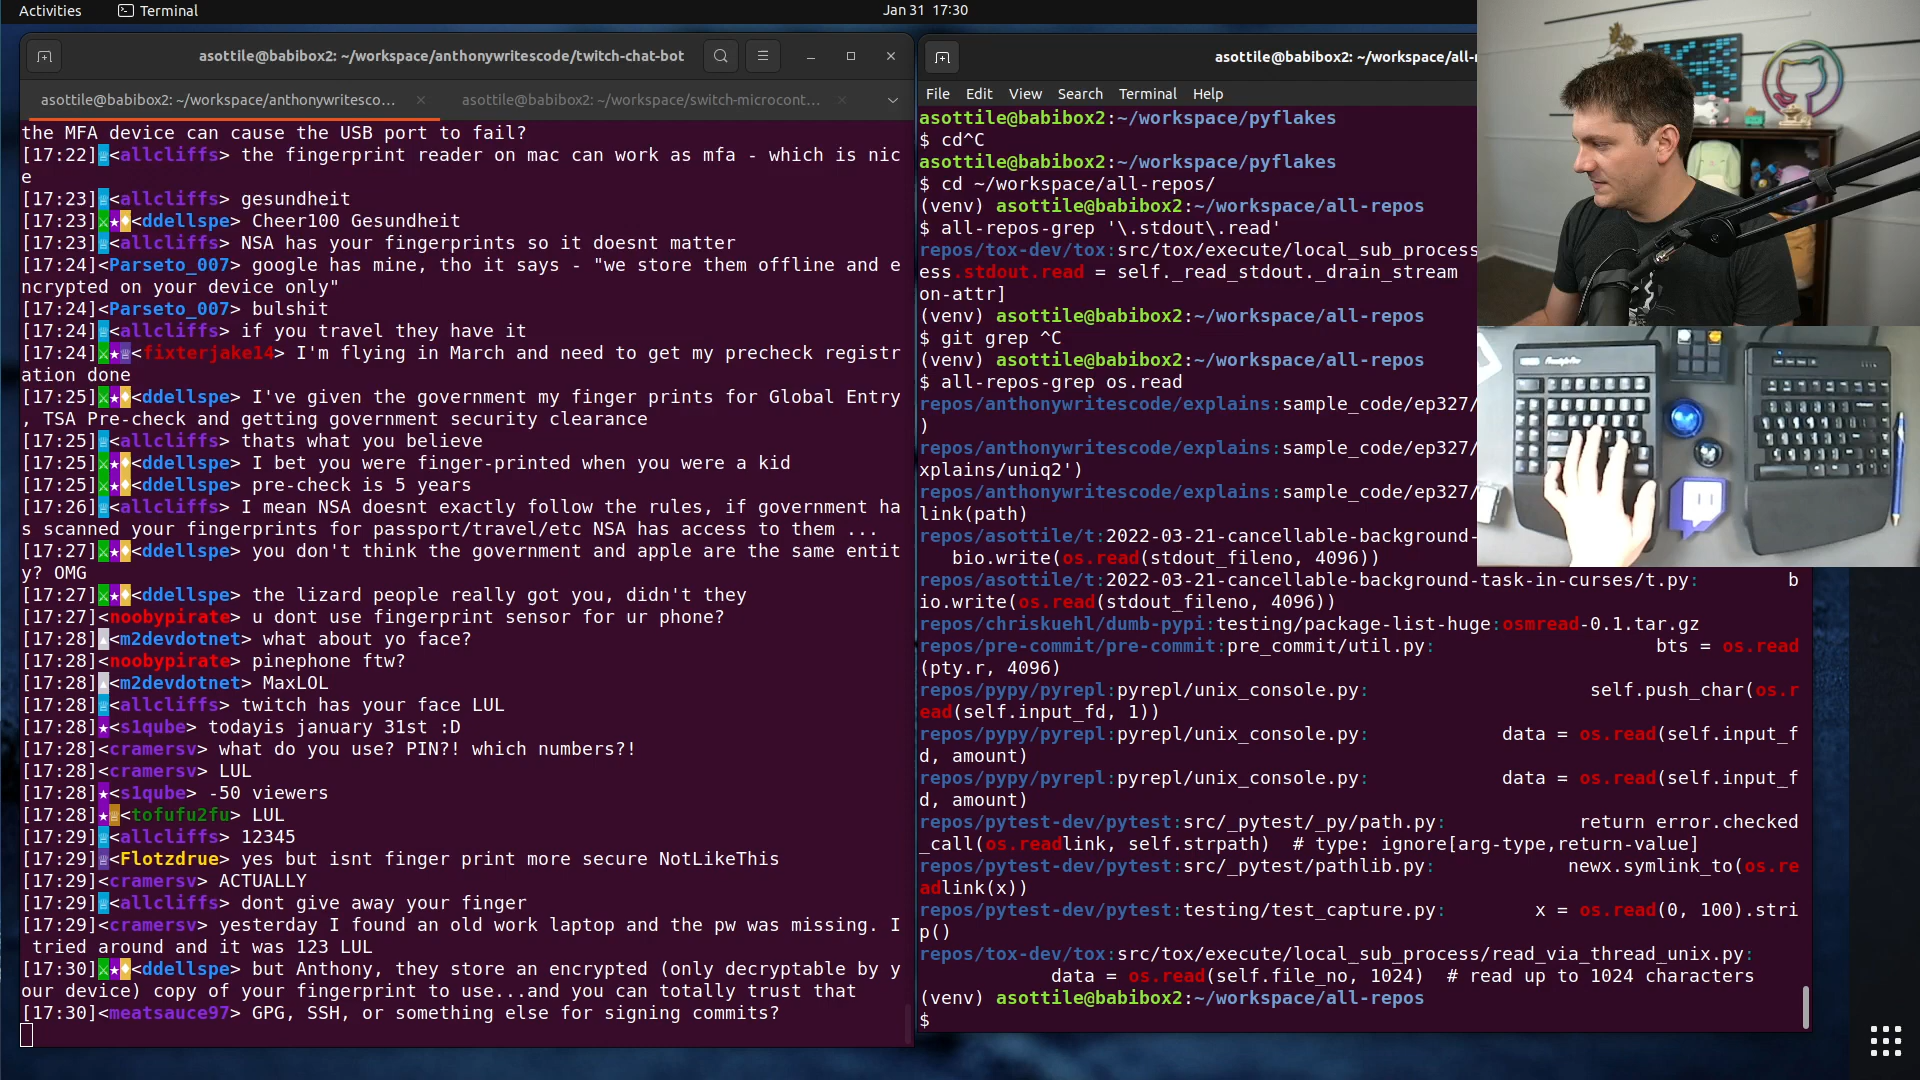 Activities
Terminal
Jan 31 17:30
asottile@babibox2: ~/workspace/anthonywritescode/twitch-chat-bot
asottile@babibox2: ~/workspace/anthonywritesco…
asottile@babibox2: ~/workspace/switch-microcont…
the MFA device can cause the USB port to fail?
[17:22]<allcliffs> the fingerprint reader on mac can work as mfa - which is nic
e
[17:23]<allcliffs> gesundheit
[17:23]<ddellspe> Cheer100 Gesundheit
[17:23]<allcliffs> NSA has your fingerprints so it doesnt matter
[17:24]<Parseto_007> google has mine, tho it says - "we store them offline and e
ncrypted on your device only"
[17:24]<Parseto_007> bulshit
[17:24]<allcliffs> if you travel they have it
[17:24]<fixterjake14> I'm flying in March and need to get my precheck registr
ation done
[17:25]<ddellspe> I've given the government my finger prints for Global Entry
, TSA Pre-check and getting government security clearance
[17:25]<allcliffs> thats what you believe
[17:25]<ddellspe> I bet you were finger-printed when you were a kid
[17:25]<ddellspe> pre-check is 5 years
[17:26]<allcliffs> I mean NSA doesnt exactly follow the rules, if government ha
s scanned your fingerprints for passport/travel/etc NSA has access to them ...
[17:27]<ddellspe> you don't think the government and apple are the same entit
y? OMG
[17:27]<ddellspe> the lizard people really got you, didn't they
[17:27]<noobypirate> u dont use fingerprint sensor for ur phone?
[17:28]<m2devdotnet> what about yo face?
[17:28]<noobypirate> pinephone ftw?
[17:28]<m2devdotnet> MaxLOL
[17:28]<allcliffs> twitch has your face LUL
[17:28]<s1qube> todayis january 31st :D
[17:28]<cramersv> what do you use? PIN?! which numbers?!
[17:28]<cramersv> LUL
[17:28]<s1qube> -50 viewers
[17:28]<tofufu2fu> LUL
[17:29]<allcliffs> 12345
[17:29]<Flotzdrue> yes but isnt finger print more secure NotLikeThis
[17:29]<cramersv> ACTUALLY
[17:29]<allcliffs> dont give away your finger
[17:29]<cramersv> yesterday I found an old work laptop and the pw was missing. I
tried around and it was 123 LUL
[17:30]<ddellspe> but Anthony, they store an encrypted (only decryptable by y
our device) copy of your fingerprint to use...and you can totally trust that
[17:30]<meatsauce97> GPG, SSH, or something else for signing commits?
asottile@babibox2: ~/workspace/all-r
File Edit View Search Terminal Help
asottile@babibox2:~/workspace/pyflakes
$ cd^C
asottile@babibox2:~/workspace/pyflakes
$ cd ~/workspace/all-repos/
(venv) asottile@babibox2:~/workspace/all-repos
$ all-repos-grep '\.stdout\.read'
repos/tox-dev/tox:src/tox/execute/local_sub_process
ess.stdout.read = self._read_stdout._drain_stream
on-attr]
(venv) asottile@babibox2:~/workspace/all-repos
$ git grep ^C
(venv) asottile@babibox2:~/workspace/all-repos
$ all-repos-grep os.read
repos/anthonywritescode/explains:sample_code/ep327/
)
repos/anthonywritescode/explains:sample_code/ep327/
xplains/uniq2')
repos/anthonywritescode/explains:sample_code/ep327/
link(path)
repos/asottile/t:2022-03-21-cancellable-background-
bio.write(os.read(stdout_fileno, 4096))
repos/asottile/t:2022-03-21-cancellable-background-task-in-curses/t.py: b
io.write(os.read(stdout_fileno, 4096))
repos/chriskuehl/dumb-pypi:testing/package-list-huge:osmread-0.1.tar.gz
repos/pre-commit/pre-commit:pre_commit/util.py: bts = os.read
(pty.r, 4096)
repos/pypy/pyrepl:pyrepl/unix_console.py: self.push_char(os.r
ead(self.input_fd, 1))
repos/pypy/pyrepl:pyrepl/unix_console.py: data = os.read(self.input_f
d, amount)
repos/pypy/pyrepl:pyrepl/unix_console.py: data = os.read(self.input_f
d, amount)
repos/pytest-dev/pytest:src/_pytest/_py/path.py: return error.checked
_call(os.readlink, self.strpath)  # type: ignore[arg-type,return-value]
repos/pytest-dev/pytest:src/_pytest/pathlib.py: newx.symlink_to(os.re
adlink(x))
repos/pytest-dev/pytest:testing/test_capture.py: x = os.read(0, 100).stri
p()
repos/tox-dev/tox:src/tox/execute/local_sub_process/read_via_thread_unix.py:
data = os.read(self.file_no, 1024)  # read up to 1024 characters
(venv) asottile@babibox2:~/workspace/all-repos
$